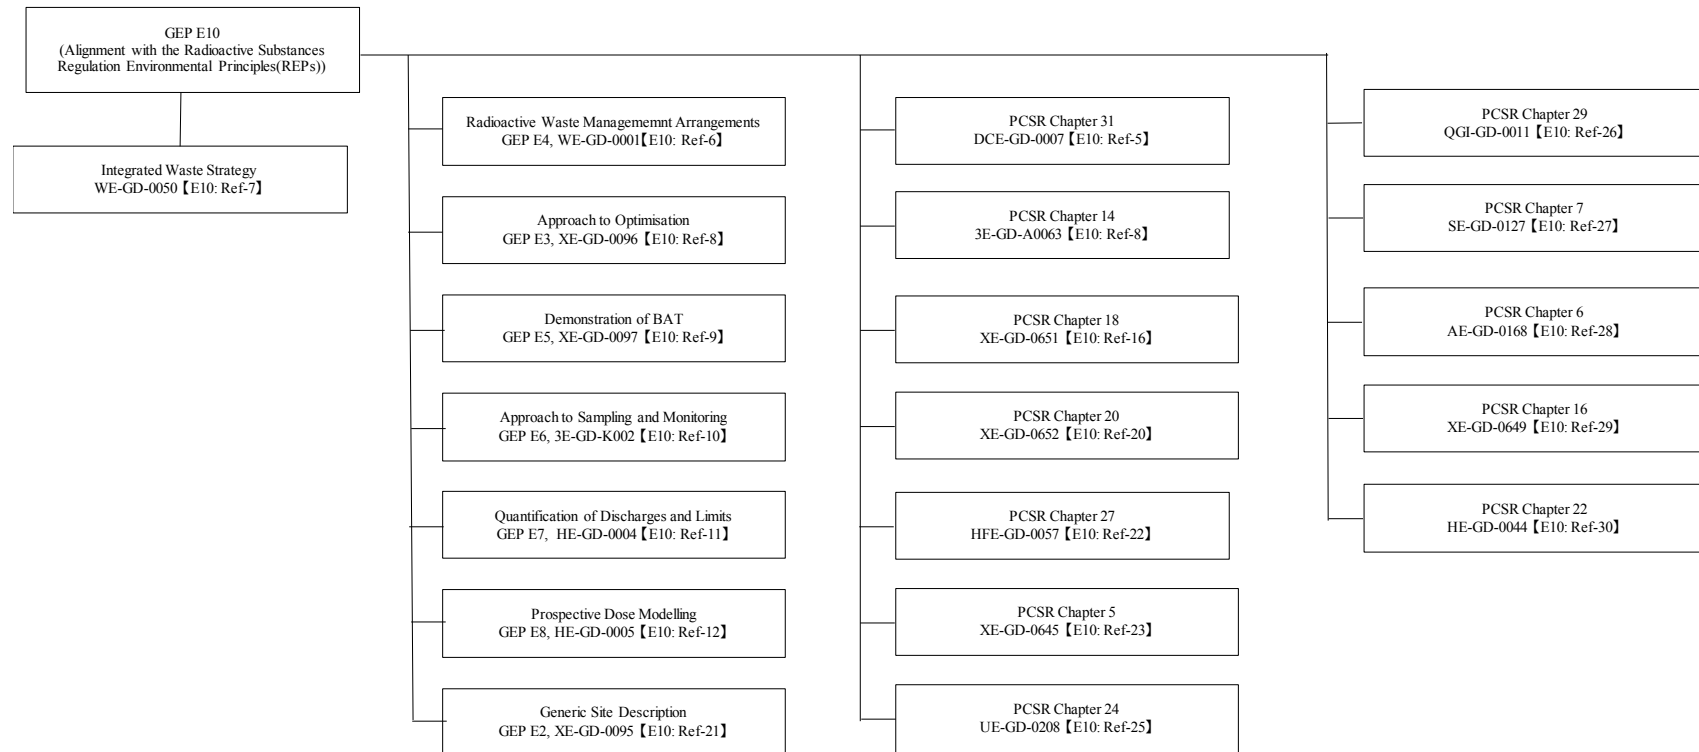 GEP E10
(Alignment with the Radioactive Substances
Regulation Environmental Principles(REPs))
Integrated Waste Strategy
WE-GD-0050【E10: Ref-7】
Radioactive Waste Managememnt Arrangements
GEP E4, WE-GD-0001【E10: Ref-6】
Approach to Optimisation
GEP E3, XE-GD-0096【E10: Ref-8】
Demonstration of BAT
GEP E5, XE-GD-0097【E10: Ref-9】
Approach to Sampling and Monitoring
GEP E6, 3E-GD-K002【E10: Ref-10】
Quantification of Discharges and Limits
GEP E7, HE-GD-0004【E10: Ref-11】
Prospective Dose Modelling
GEP E8, HE-GD-0005【E10: Ref-12】
Generic Site Description
GEP E2, XE-GD-0095【E10: Ref-21】
PCSR Chapter 31
DCE-GD-0007【E10: Ref-5】
PCSR Chapter 14
3E-GD-A0063【E10: Ref-8】
PCSR Chapter 18
XE-GD-0651【E10: Ref-16】
PCSR Chapter 20
XE-GD-0652【E10: Ref-20】
PCSR Chapter 27
HFE-GD-0057【E10: Ref-22】
PCSR Chapter 5
XE-GD-0645【E10: Ref-23】
PCSR Chapter 24
UE-GD-0208【E10: Ref-25】
PCSR Chapter 29
QGI-GD-0011【E10: Ref-26】
PCSR Chapter 7
SE-GD-0127【E10: Ref-27】
PCSR Chapter 6
AE-GD-0168【E10: Ref-28】
PCSR Chapter 16
XE-GD-0649【E10: Ref-29】
PCSR Chapter 22
HE-GD-0044【E10: Ref-30】